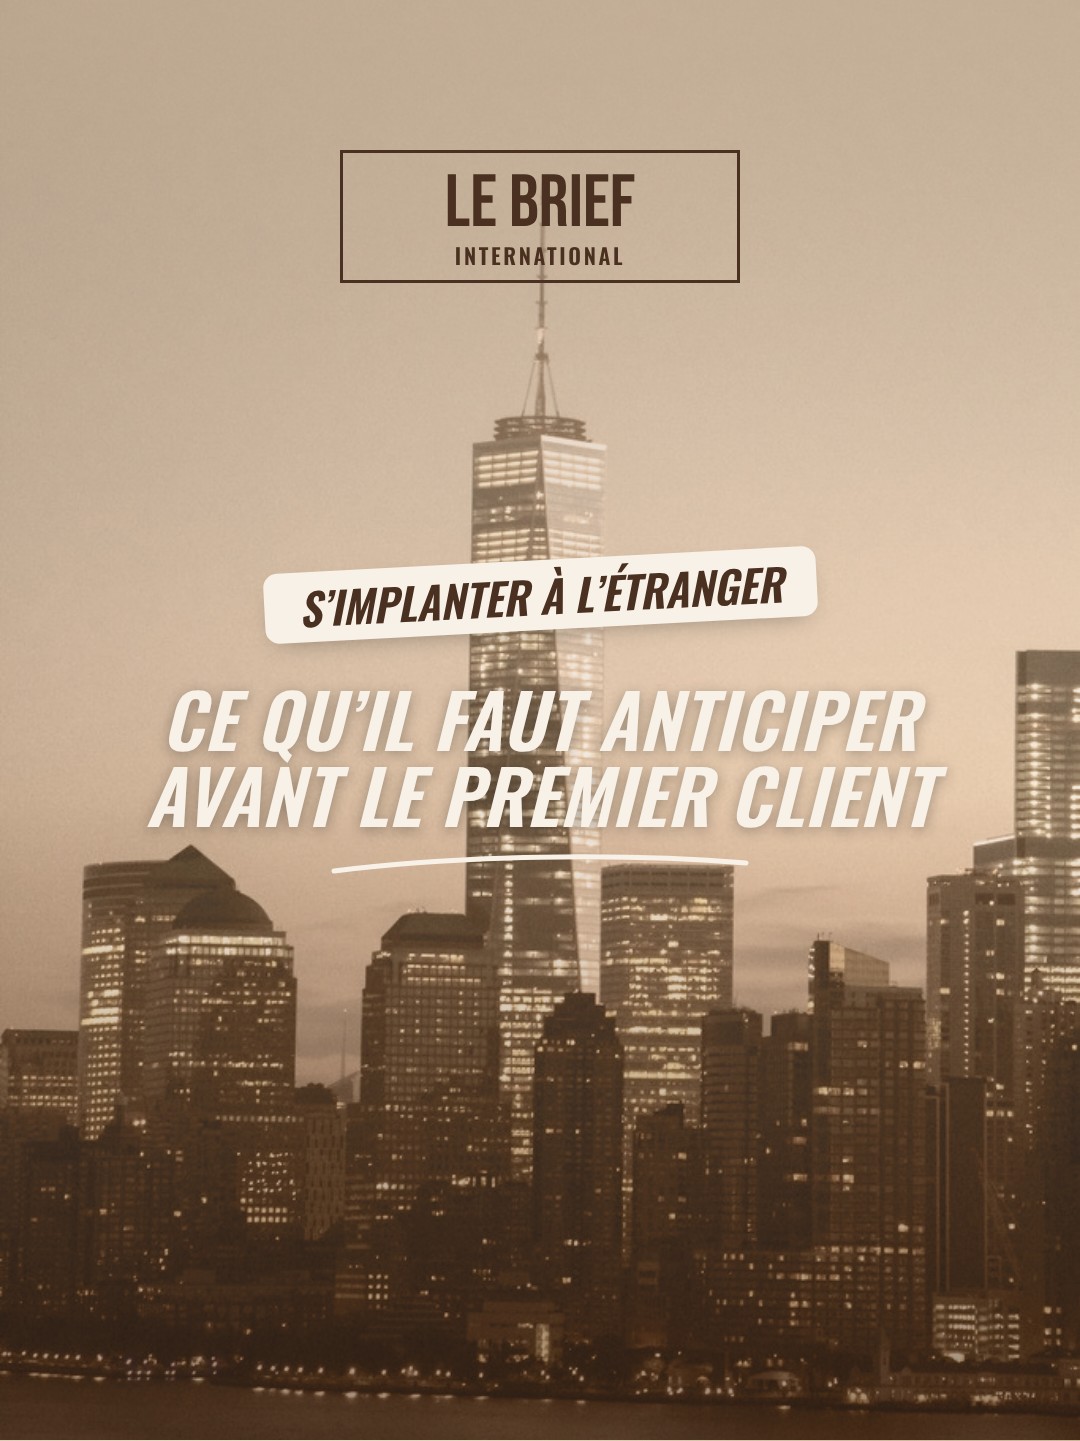 LE BRIEF
INTERNATIONAL
S’IMPLANTER À L’ÉTRANGER
CE QU’IL FAUT ANTICIPER
AVANT LE PREMIER CLIENT